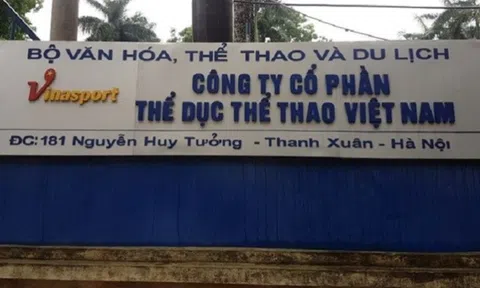 BỘ VĂN HÓA, THỂ THAO VÀ DU LỊCH
Vinasport
CÔNG TY CỔ PHẦN
THỂ DỤC THỂ THAO VIỆT NAM
ĐC: 181 Nguyễn Huy Tưởng - Thanh Xuân - Hà Nội